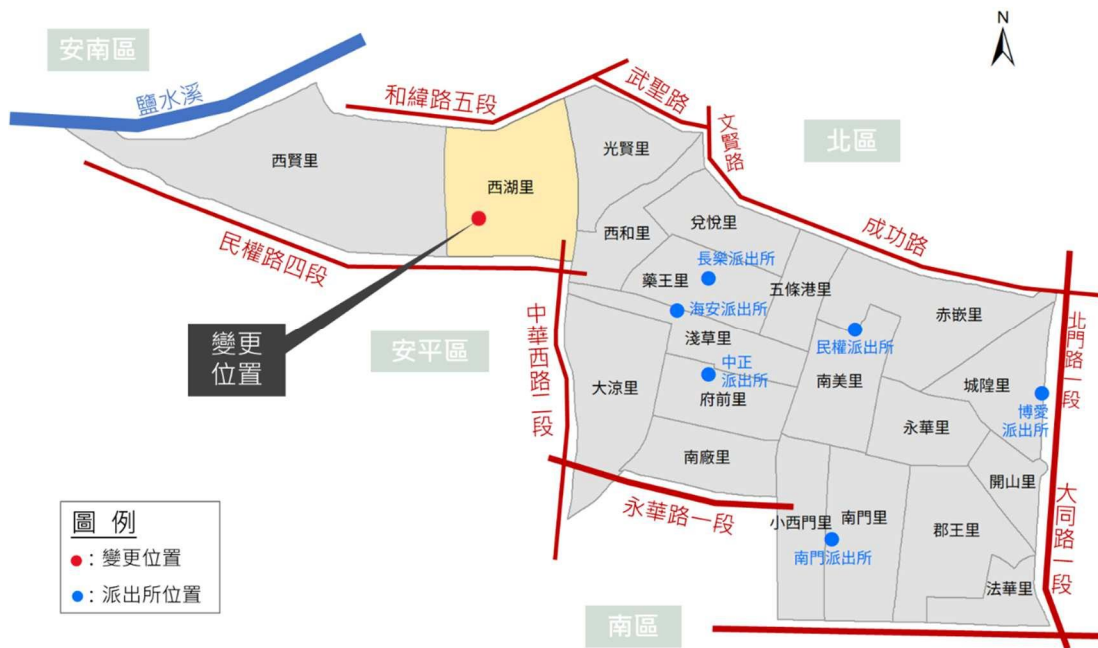 N
安南區
鹽水溪
和緯路五段
武聖路
文賢路
北區
西賢里
西湖里
光賢里
西和里
兌悅里
成功路
民權路四段
長樂派出所
藥王里
五條港里
海安派出所
赤嵌里
北門路一段
變更
位置
中華西路二段
安平區
淺草里
民權派出所
中正
派出所
大涼里
府前里
南美里
城隍里
博愛
派出所
永華里
南廠里
開山里
永華路一段
小西門里
南門里
郡王里
大同路一段
南門派出所
法華里
南區
圖 例
: 變更位置
: 派出所位置